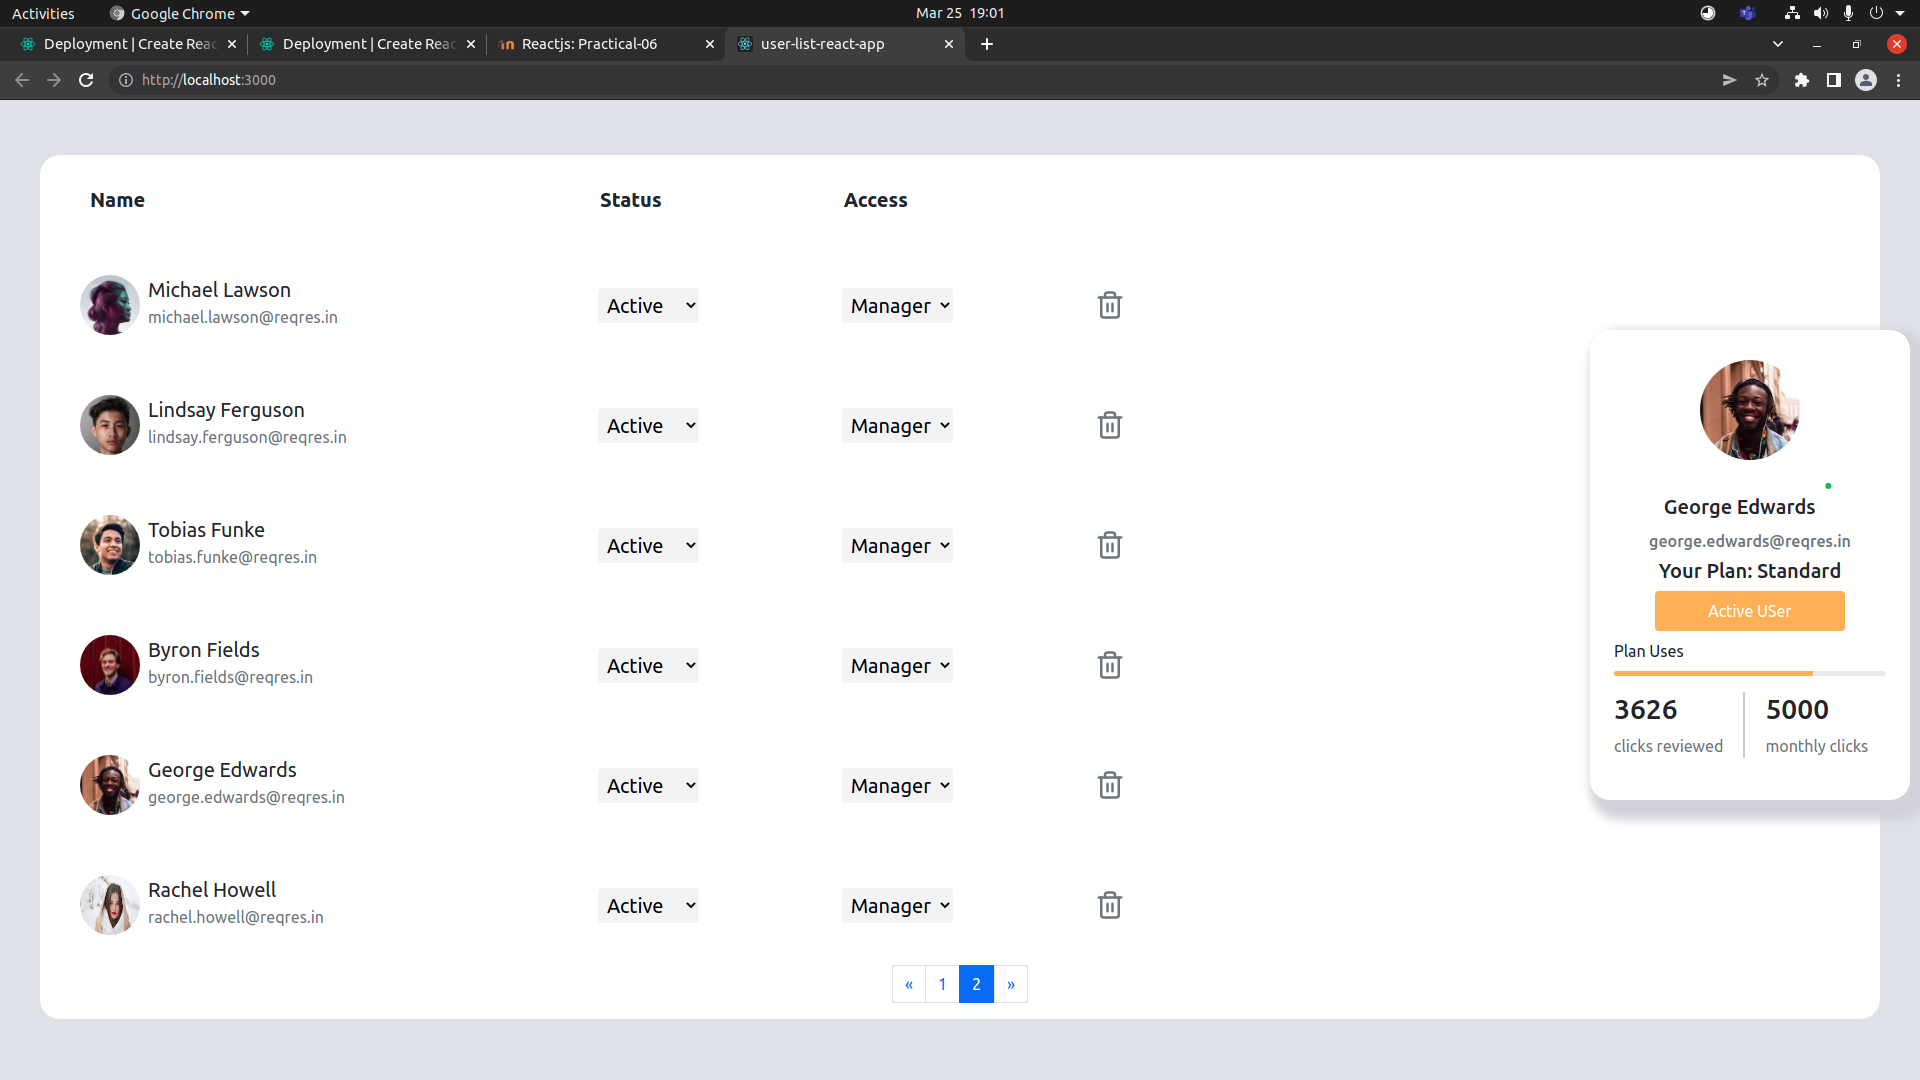 Activities Google Chrome Mar 25 19:01
Deployment | Create Reac Deployment | Create Reac Reactjs: Practical-06 user-list-react-app
http://localhost:3000
Name Status Access
Michael Lawson
michael.lawson@reqres.in
Active Manager
Lindsay Ferguson
lindsay.ferguson@reqres.in
Active Manager
Tobias Funke
tobias.funke@reqres.in
Active Manager
Byron Fields
byron.fields@reqres.in
Active Manager
George Edwards
george.edwards@reqres.in
Active Manager
Rachel Howell
rachel.howell@reqres.in
Active Manager
« 1 2 »
George Edwards
george.edwards@reqres.in
Your Plan: Standard
Active USer
Plan Uses
3626 5000
clicks reviewed monthly clicks